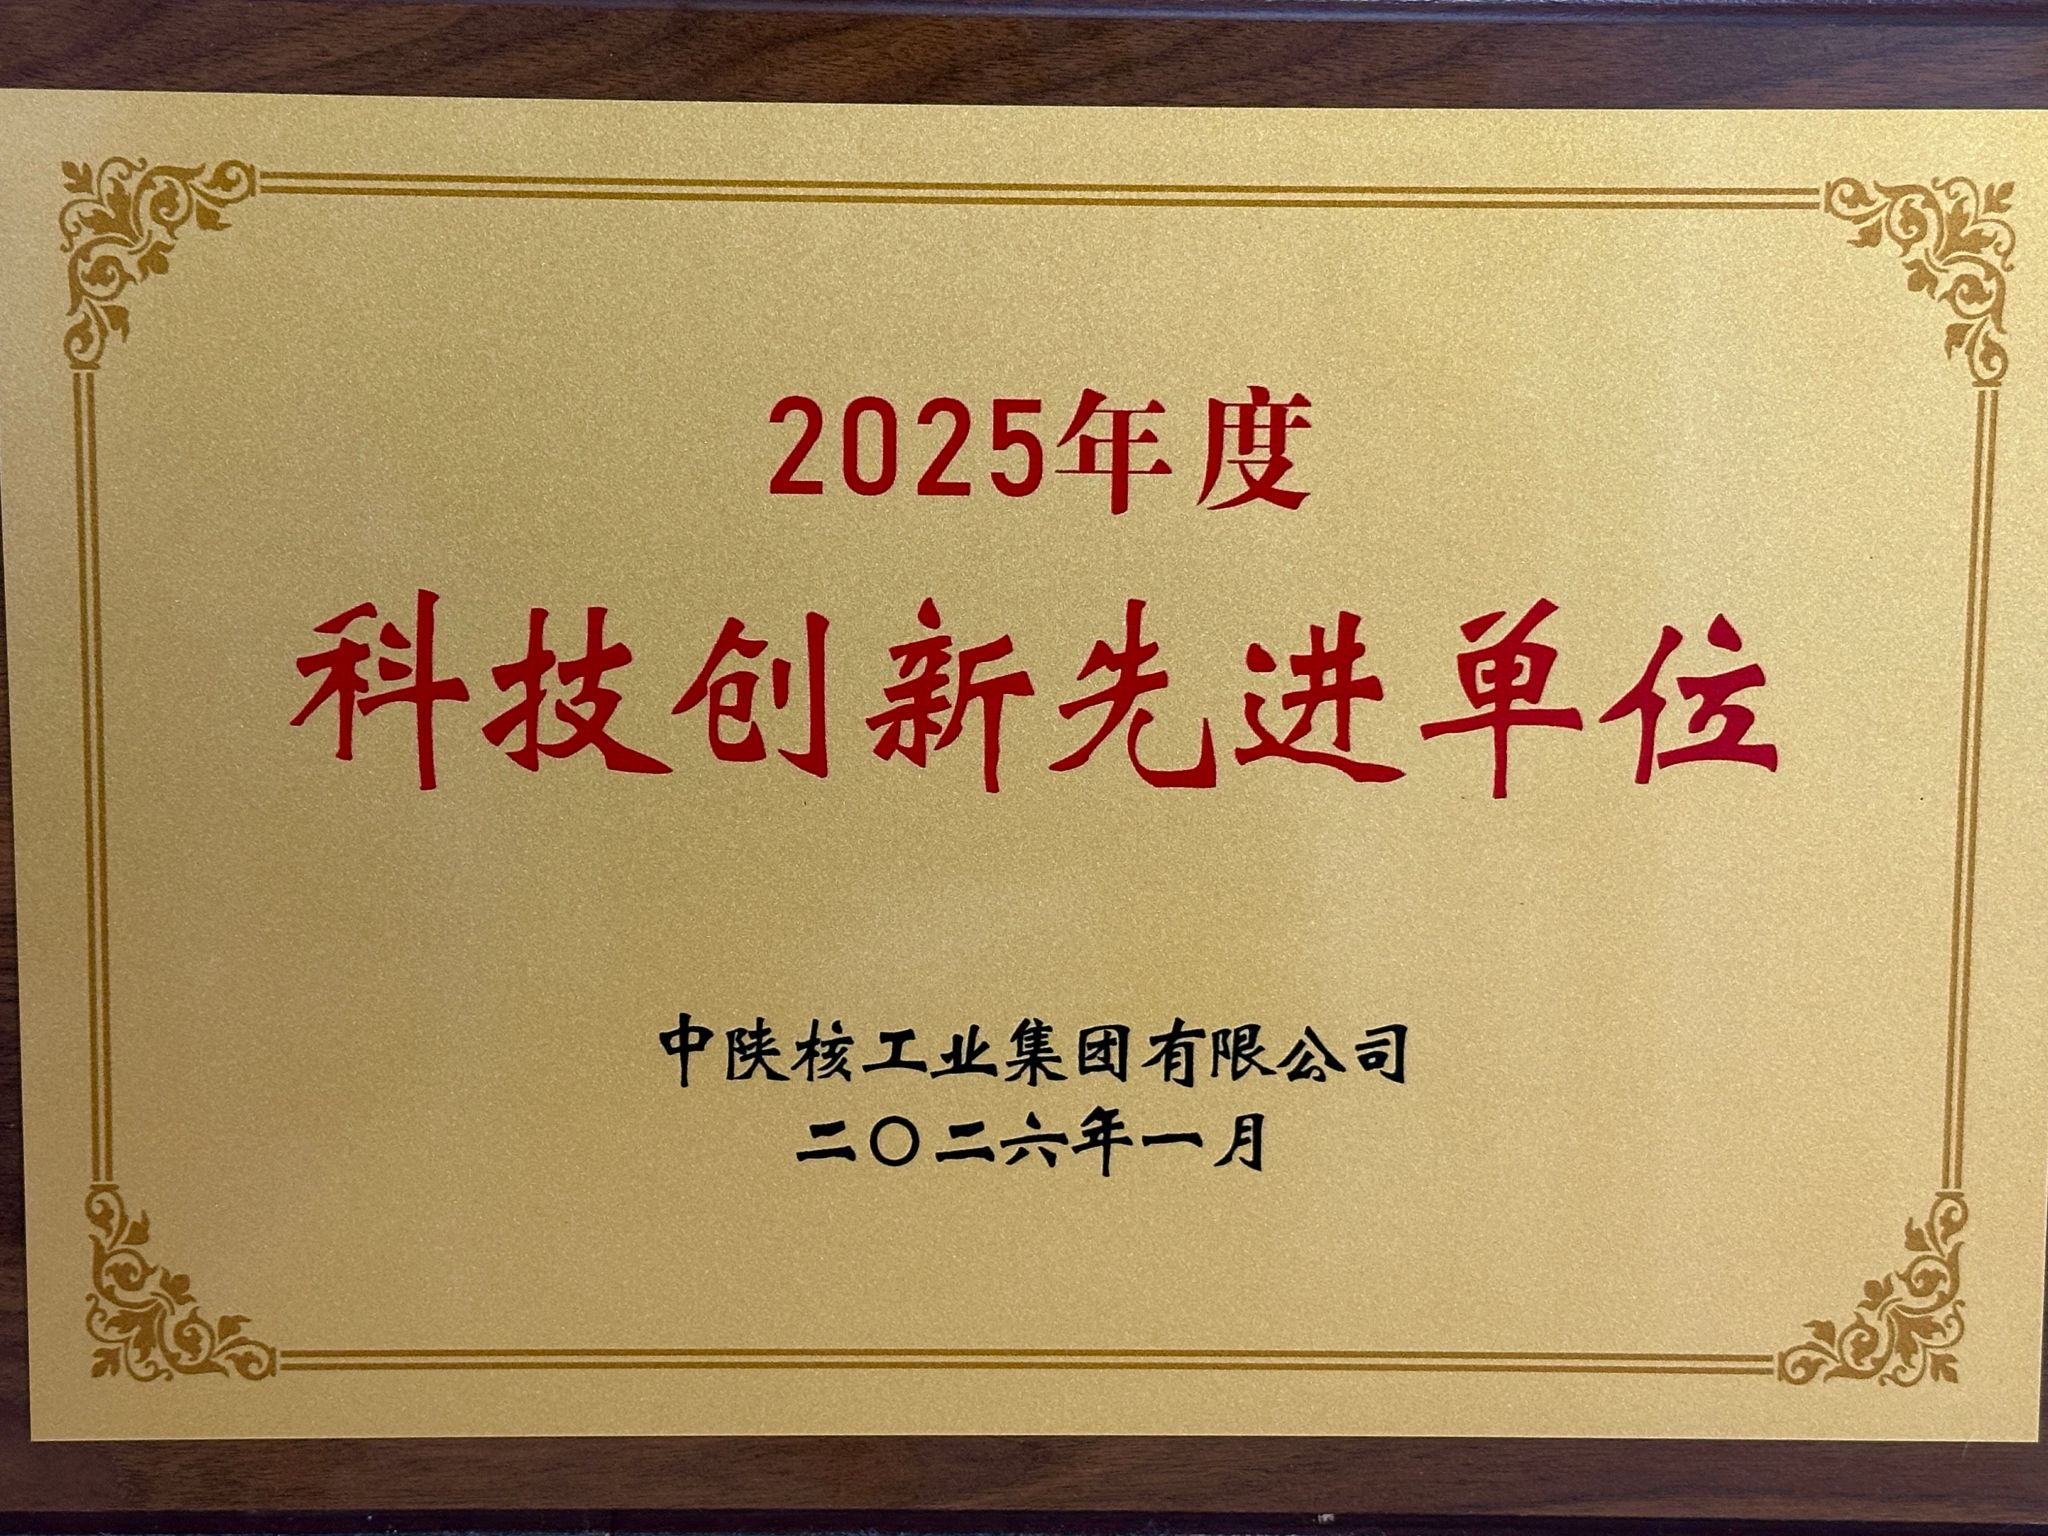 2025年度
科技创新先进单位
中陕核工业集团有限公司
二〇二六年一月